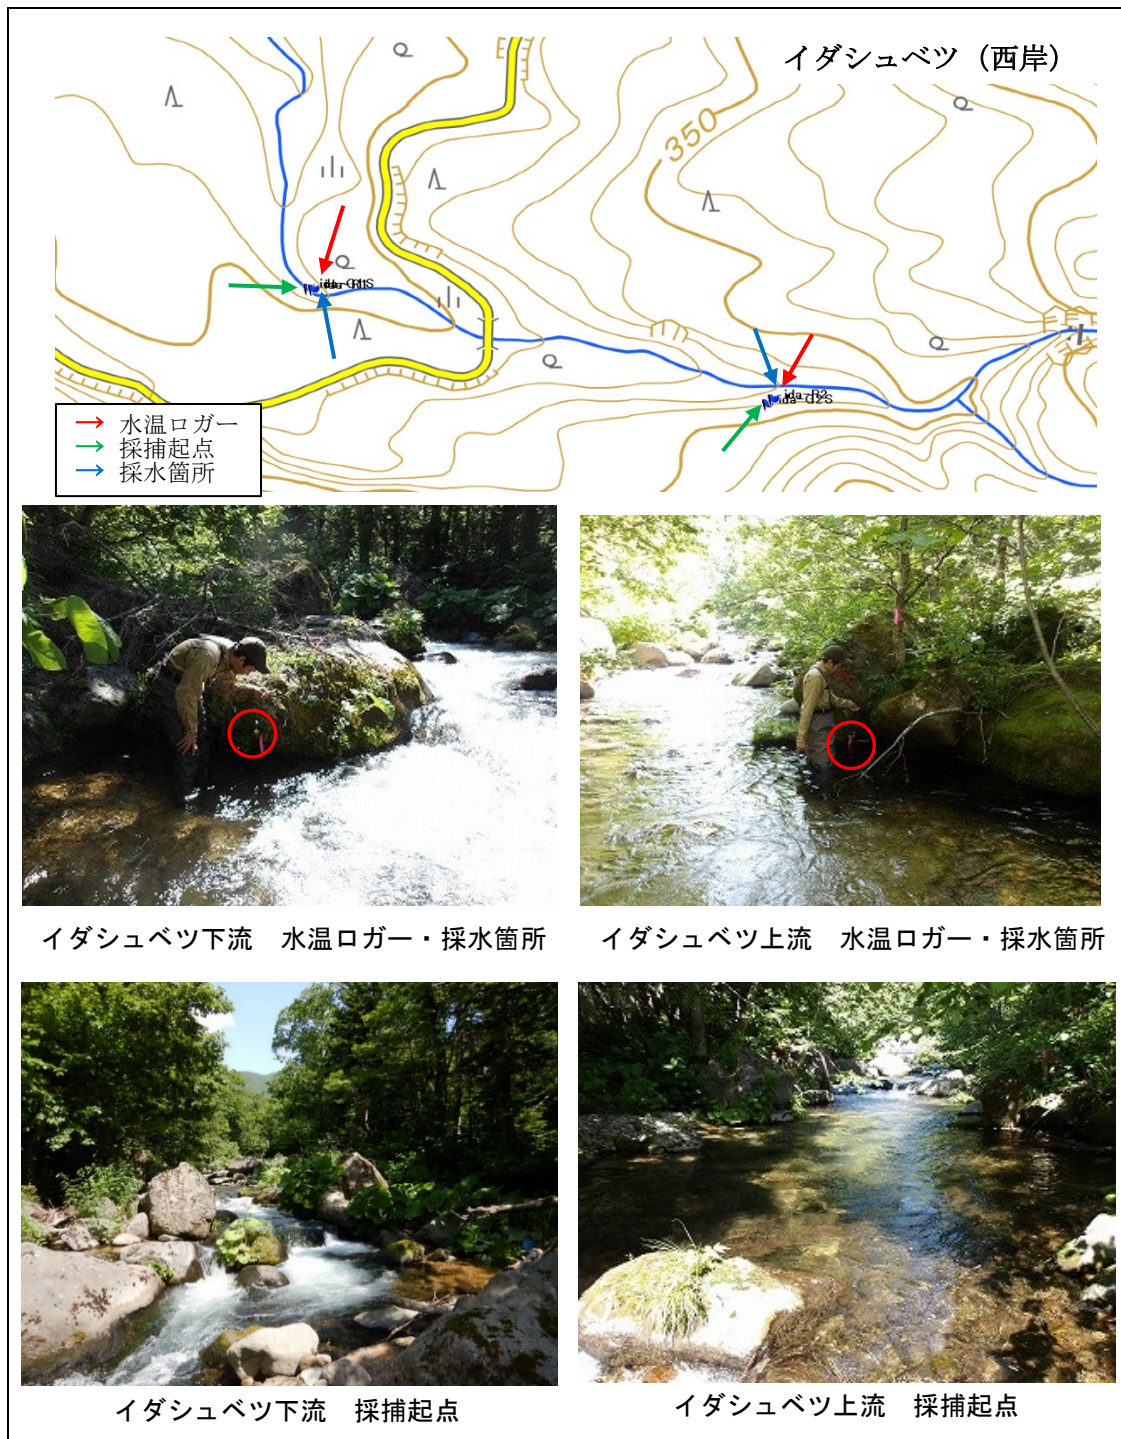 イダシュベツ（西岸）
350
ida-R2
ida-G2S
水温ロガー
採捕起点
採水箇所
イダシュベツ下流　水温ロガー・採水箇所
イダシュベツ上流　水温ロガー・採水箇所
イダシュベツ下流　採捕起点
イダシュベツ上流　採捕起点